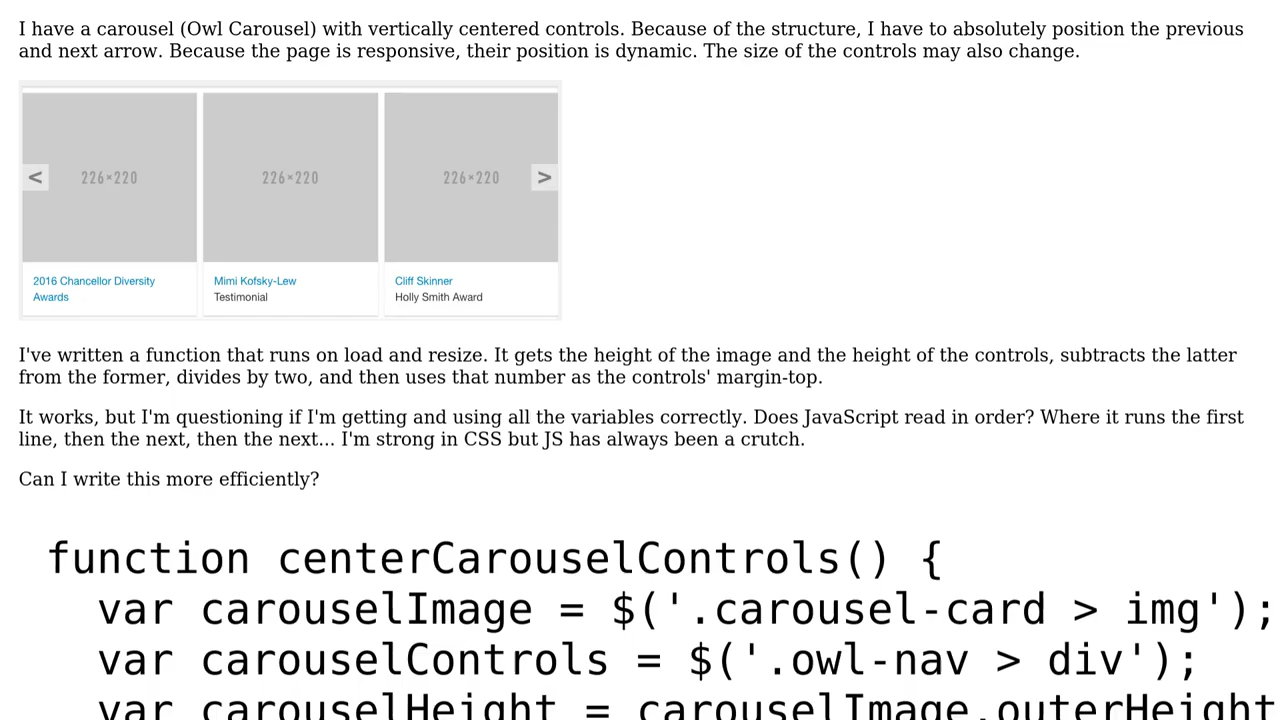 I have a carousel (Owl Carousel) with vertically centered controls. Because of the structure, I have to absolutely position the previous
and next arrow. Because the page is responsive, their position is dynamic. The size of the controls may also change.
< 226×220 226×220 226×220 >
2016 Chancellor Diversity Mimi Kofsky-Lew Cliff Skinner
Awards Testimonial Holly Smith Award
I've written a function that runs on load and resize. It gets the height of the image and the height of the controls, subtracts the latter
from the former, divides by two, and then uses that number as the controls' margin-top.
It works, but I'm questioning if I'm getting and using all the variables correctly. Does JavaScript read in order? Where it runs the first
line, then the next, then the next... I'm strong in CSS but JS has always been a crutch.
Can I write this more efficiently?
function centerCarouselControls() {
var carouselImage = $('.carousel-card > img');
var carouselControls = $('.owl-nav > div');
var carouselHeight = carouselImage.outerHeight